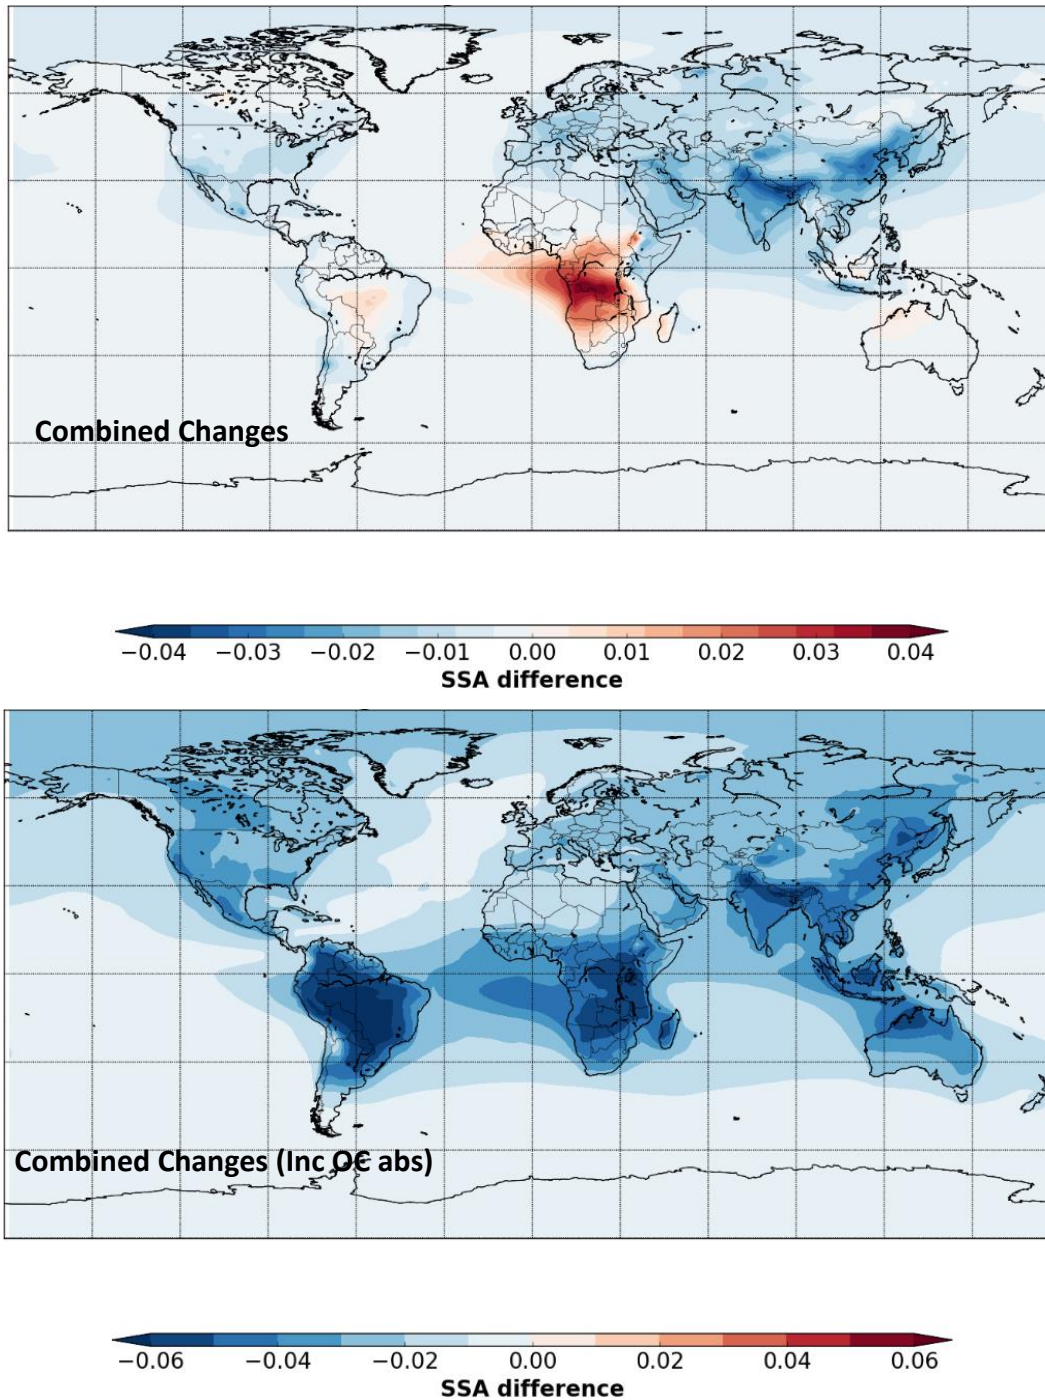 Combined Changes
−0.04 −0.03 −0.02 −0.01 0.00 0.01 0.02 0.03 0.04
SSA difference
Combined Changes (Inc OC abs)
−0.06 −0.04 −0.02 0.00 0.02 0.04 0.06
SSA difference